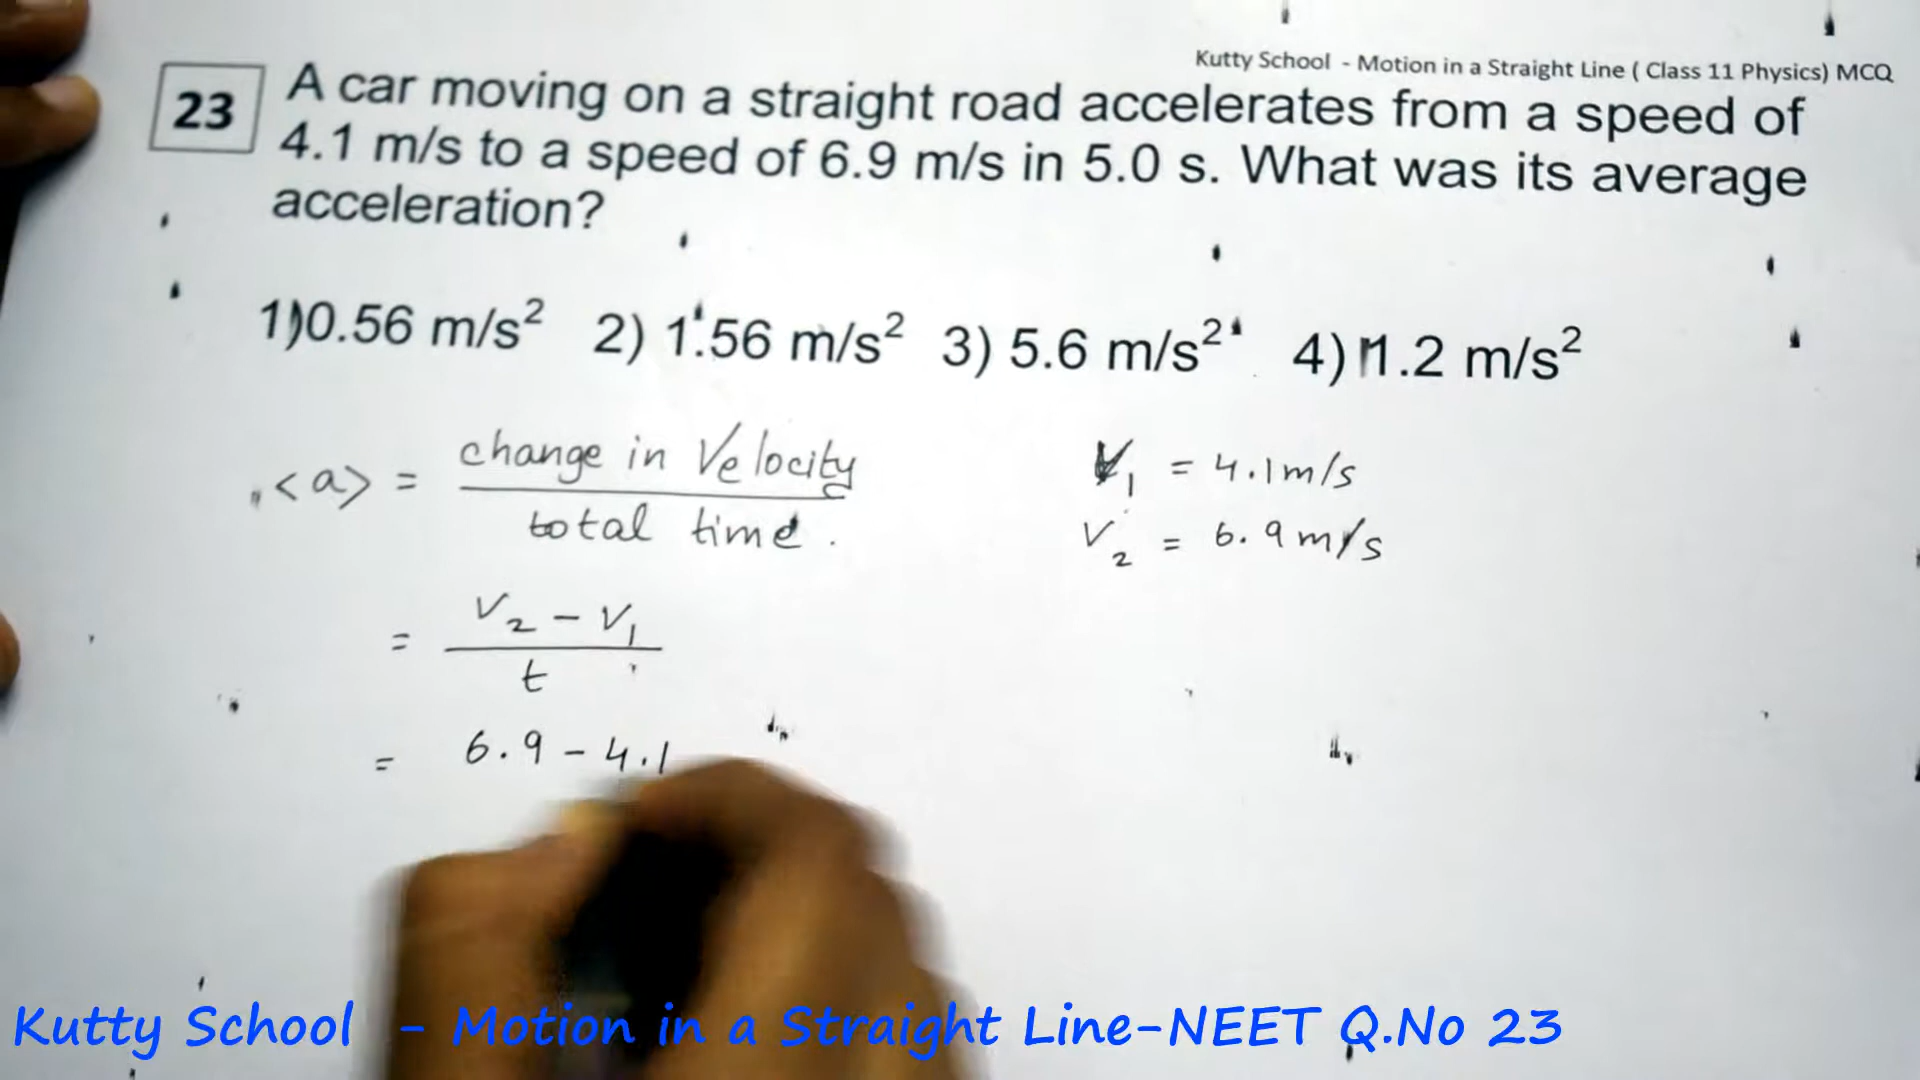 Kutty School - Motion in a Straight Line ( Class 11 Physics) MCQ
23 A car moving on a straight road accelerates from a speed of
4.1 m/s to a speed of 6.9 m/s in 5.0 s. What was its average
acceleration?
1)0.56 m/s² 2) 1.56 m/s² 3) 5.6 m/s² 4) 11.2 m/s²
<a> = change in Velocity
total time.
V₁ = 4.1 m/s
V₂ = 6.9 m/s
= V₂ - V₁
t
= 6.9 - 4.1
Kutty School - Motion in a Straight Line-NEET Q.No 23